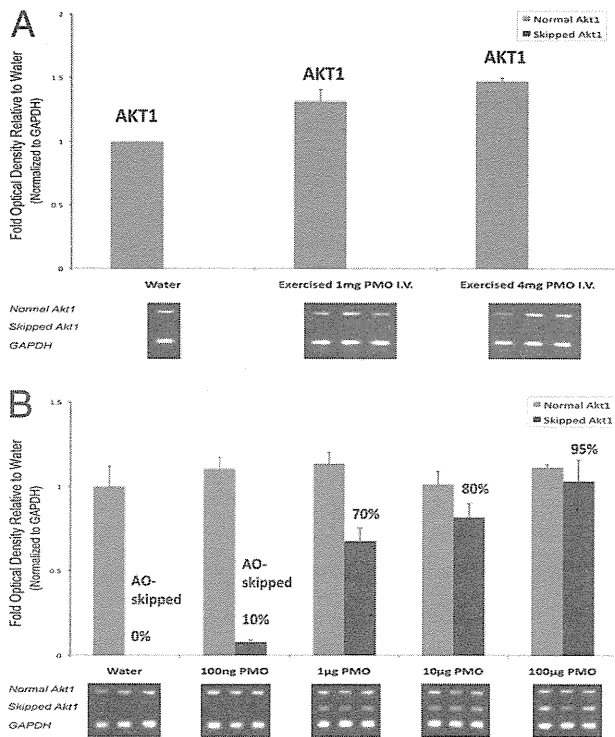 A
Fold Optical Density Relative to Water
(Normalized to GAPDH)
2
1.5
1
0.5
0
Normal Akt1
Skipped Akt1
AKT1
AKT1
AKT1
Water
Exercised 1mg PMO I.V.
Exercised 4mg PMO I.V.
Normal Akt1
Skipped Akt1
GAPDH
B
Fold Optical Density Relative to Water
(Normalized to GAPDH)
1.5
1
0.5
0
Normal Akt1
Skipped Akt1
AO-
skipped
0%
AO-
skipped
10%
70%
80%
95%
Water
100ng PMO
1µg PMO
10µg PMO
100µg PMO
Normal Akt1
Skipped Akt1
GAPDH